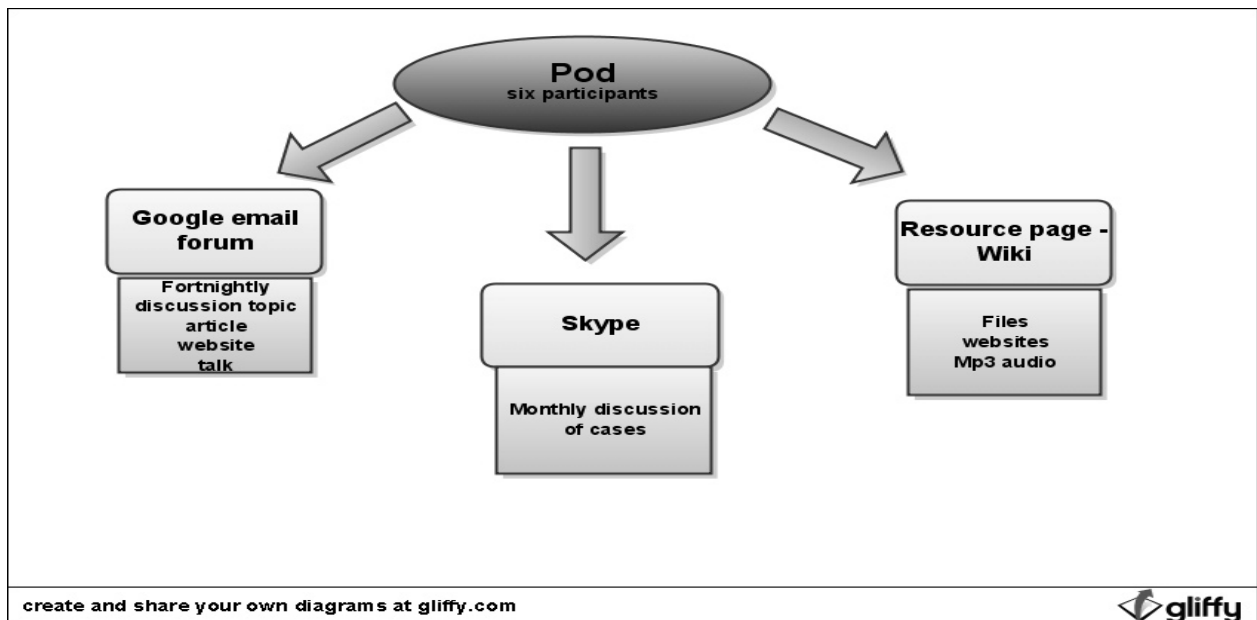 Pod
six participants
Google email
forum
Fortnightly
discussion topic
article
website
talk
Skype
Monthly discussion
of cases
Resource page -
Wiki
Files
websites
Mp3 audio
create and share your own diagrams at gliffy.com
gliffy